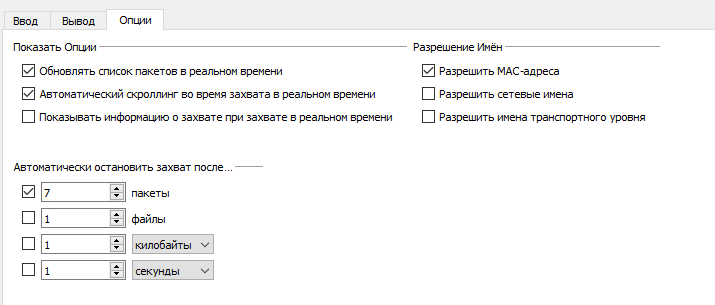 Ввод Вывод Опции
Показать Опции
Обновлять список пакетов в реальном времени
Автоматический скроллинг во время захвата в реальном времени
Показывать информацию о захвате при захвате в реальном времени
Разрешение Имён
Разрешить MAC-адреса
Разрешить сетевые имена
Разрешить имена транспортного уровня
Автоматически остановить захват после...
7 пакеты
1 файлы
1 килобайты
1 секунды